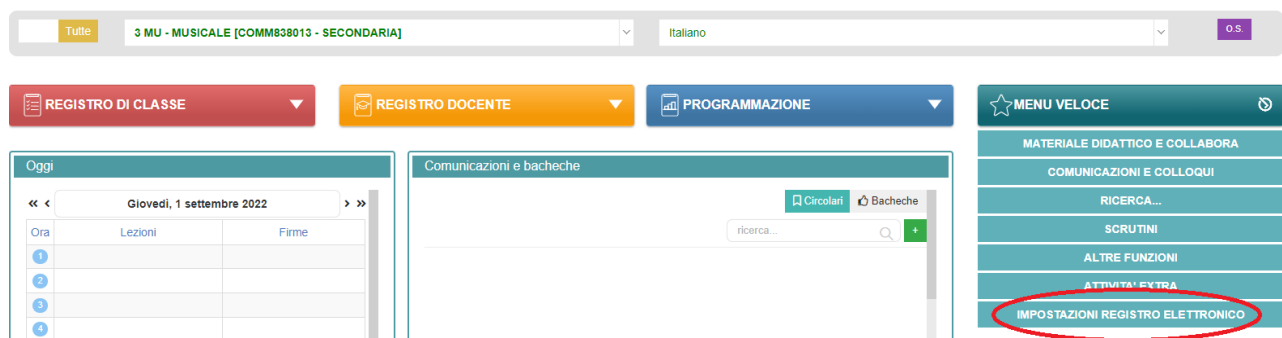 Tutte
3 MU - MUSICALE [COMM838013 - SECONDARIA]
Italiano
O.S.
REGISTRO DI CLASSE
REGISTRO DOCENTE
PROGRAMMAZIONE
MENU VELOCE
MATERIALE DIDATTICO E COLLABORA
COMUNICAZIONI E COLLOQUI
RICERCA...
SCRUTINI
ALTRE FUNZIONI
ATTIVITA' EXTRA
IMPOSTAZIONI REGISTRO ELETTRONICO
Oggi
« ‹ Giovedì, 1 settembre 2022 › »
Ora Lezioni Firme
1
2
3
4
Comunicazioni e bacheche
Circolari Bacheche
ricerca... +